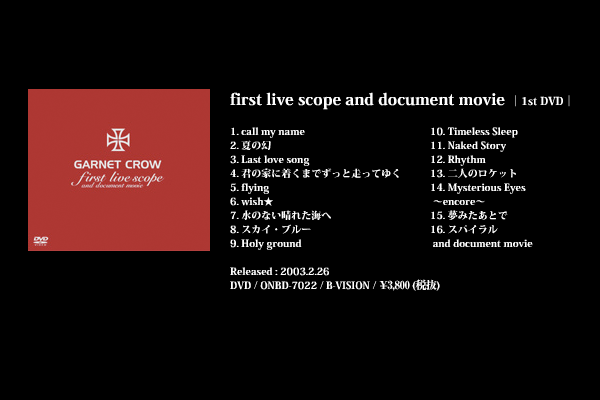 GARNET CROW
first live scope
and document movie
DVD
VIDEO
first live scope and document movie | 1st DVD |
1. call my name
2. 夏の幻
3. Last love song
4. 君の家に着くまでずっと走ってゆく
5. flying
6. wish★
7. 水のない晴れた海へ
8. スカイ・ブルー
9. Holy ground
10. Timeless Sleep
11. Naked Story
12. Rhythm
13. 二人のロケット
14. Mysterious Eyes
～encore～
15. 夢みたあとで
16. スパイラル
and document movie
Released : 2003.2.26
DVD / ONBD-7022 / B-VISION / ¥3,800 (税抜)